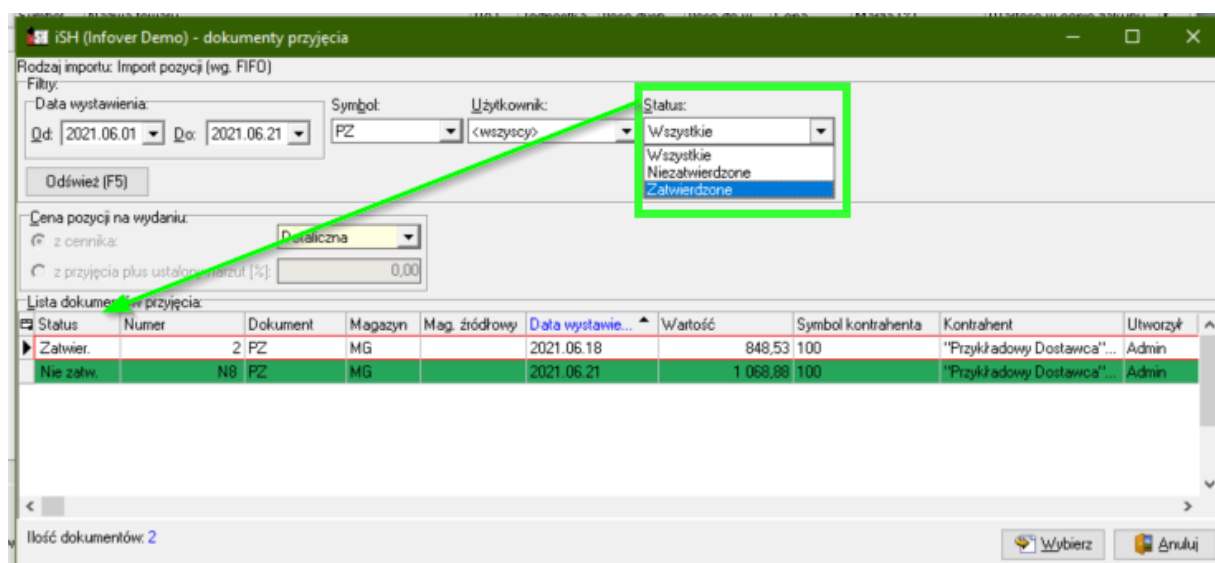 iSH (Infover Demo) - dokumenty przyjęcia
Rodzaj importu: Import pozycji (wg. FIFO)
Filtry:
Data wystawienia: Symbol: Użytkownik: Status:
Od: 2021.06.01 Do: 2021.06.21 PZ <wszyscy> Wszystkie
Wszystkie
Niezatwierdzone
Zatwierdzone
Odśwież (F5)
Cena pozycji na wydaniu:
z cennika: Detaliczna
z przyjęcia plus ustalony narzut [%]: 0,00
Lista dokumentów przyjęcia:
Status Numer Dokument Magazyn Mag. źródłowy Data wystawie... Wartość Symbol kontrahenta Kontrahent Utworzył
Zatwier. 2 PZ MG 2021.06.18 848,53 100 "Przykładowy Dostawca"... Admin
Nie zatw. N8 PZ MG 2021.06.21 1 068,88 100 "Przykładowy Dostawca"... Admin
Ilość dokumentów: 2 Wybierz Anuluj